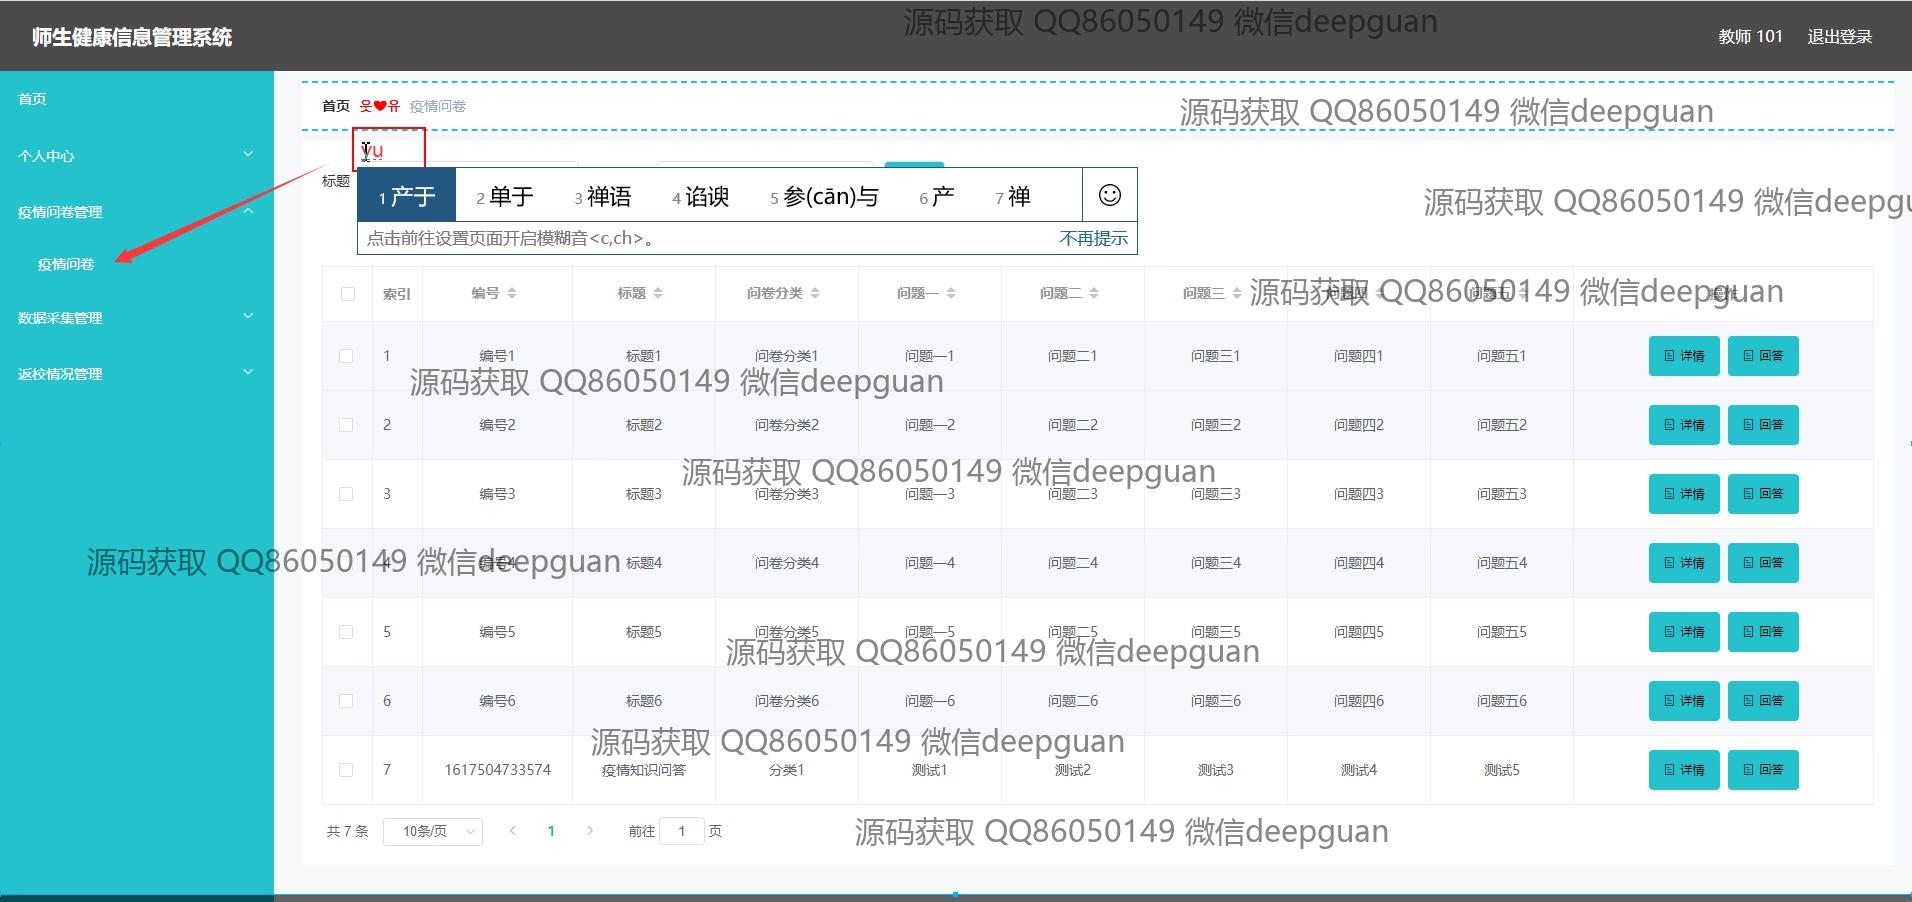 源码获取 QQ86050149 微信deepguan
师生健康信息管理系统
教师 101 退出登录
首页
个人中心
疫情问卷管理
疫情问卷
数据采集管理
返校情况管理
首页 웃❤유 疫情问卷
源码获取 QQ86050149 微信deepguan
yu
标题
1 产于 2 单于 3 禅语 4 谄谀 5 参(cān)与 6 产 7 禅
点击前往设置页面开启模糊音<c,ch>。 不再提示
源码获取 QQ86050149 微信deepgu
索引 编号 标题 问卷分类 问题一 问题二 问题三 问题四 问题五 操作
源码获取 QQ86050149 微信deepguan
1 编号1 标题1 问卷分类1 问题一1 问题二1 问题三1 问题四1 问题五1 详情 回答
源码获取 QQ86050149 微信deepguan
2 编号2 标题2 问卷分类2 问题一2 问题二2 问题三2 问题四2 问题五2 详情 回答
源码获取 QQ86050149 微信deepguan
3 编号3 标题3 问卷分类3 问题一3 问题二3 问题三3 问题四3 问题五3 详情 回答
源码获取 QQ86050149 微信deepguan
4 编号4 标题4 问卷分类4 问题一4 问题二4 问题三4 问题四4 问题五4 详情 回答
5 编号5 标题5 问卷分类5 问题一5 问题二5 问题三5 问题四5 问题五5 详情 回答
源码获取 QQ86050149 微信deepguan
6 编号6 标题6 问卷分类6 问题一6 问题二6 问题三6 问题四6 问题五6 详情 回答
源码获取 QQ86050149 微信deepguan
7 1617504733574 疫情知识问答 分类1 测试1 测试2 测试3 测试4 测试5 详情 回答
共 7 条 10条/页 1 前往 1 页
源码获取 QQ86050149 微信deepguan